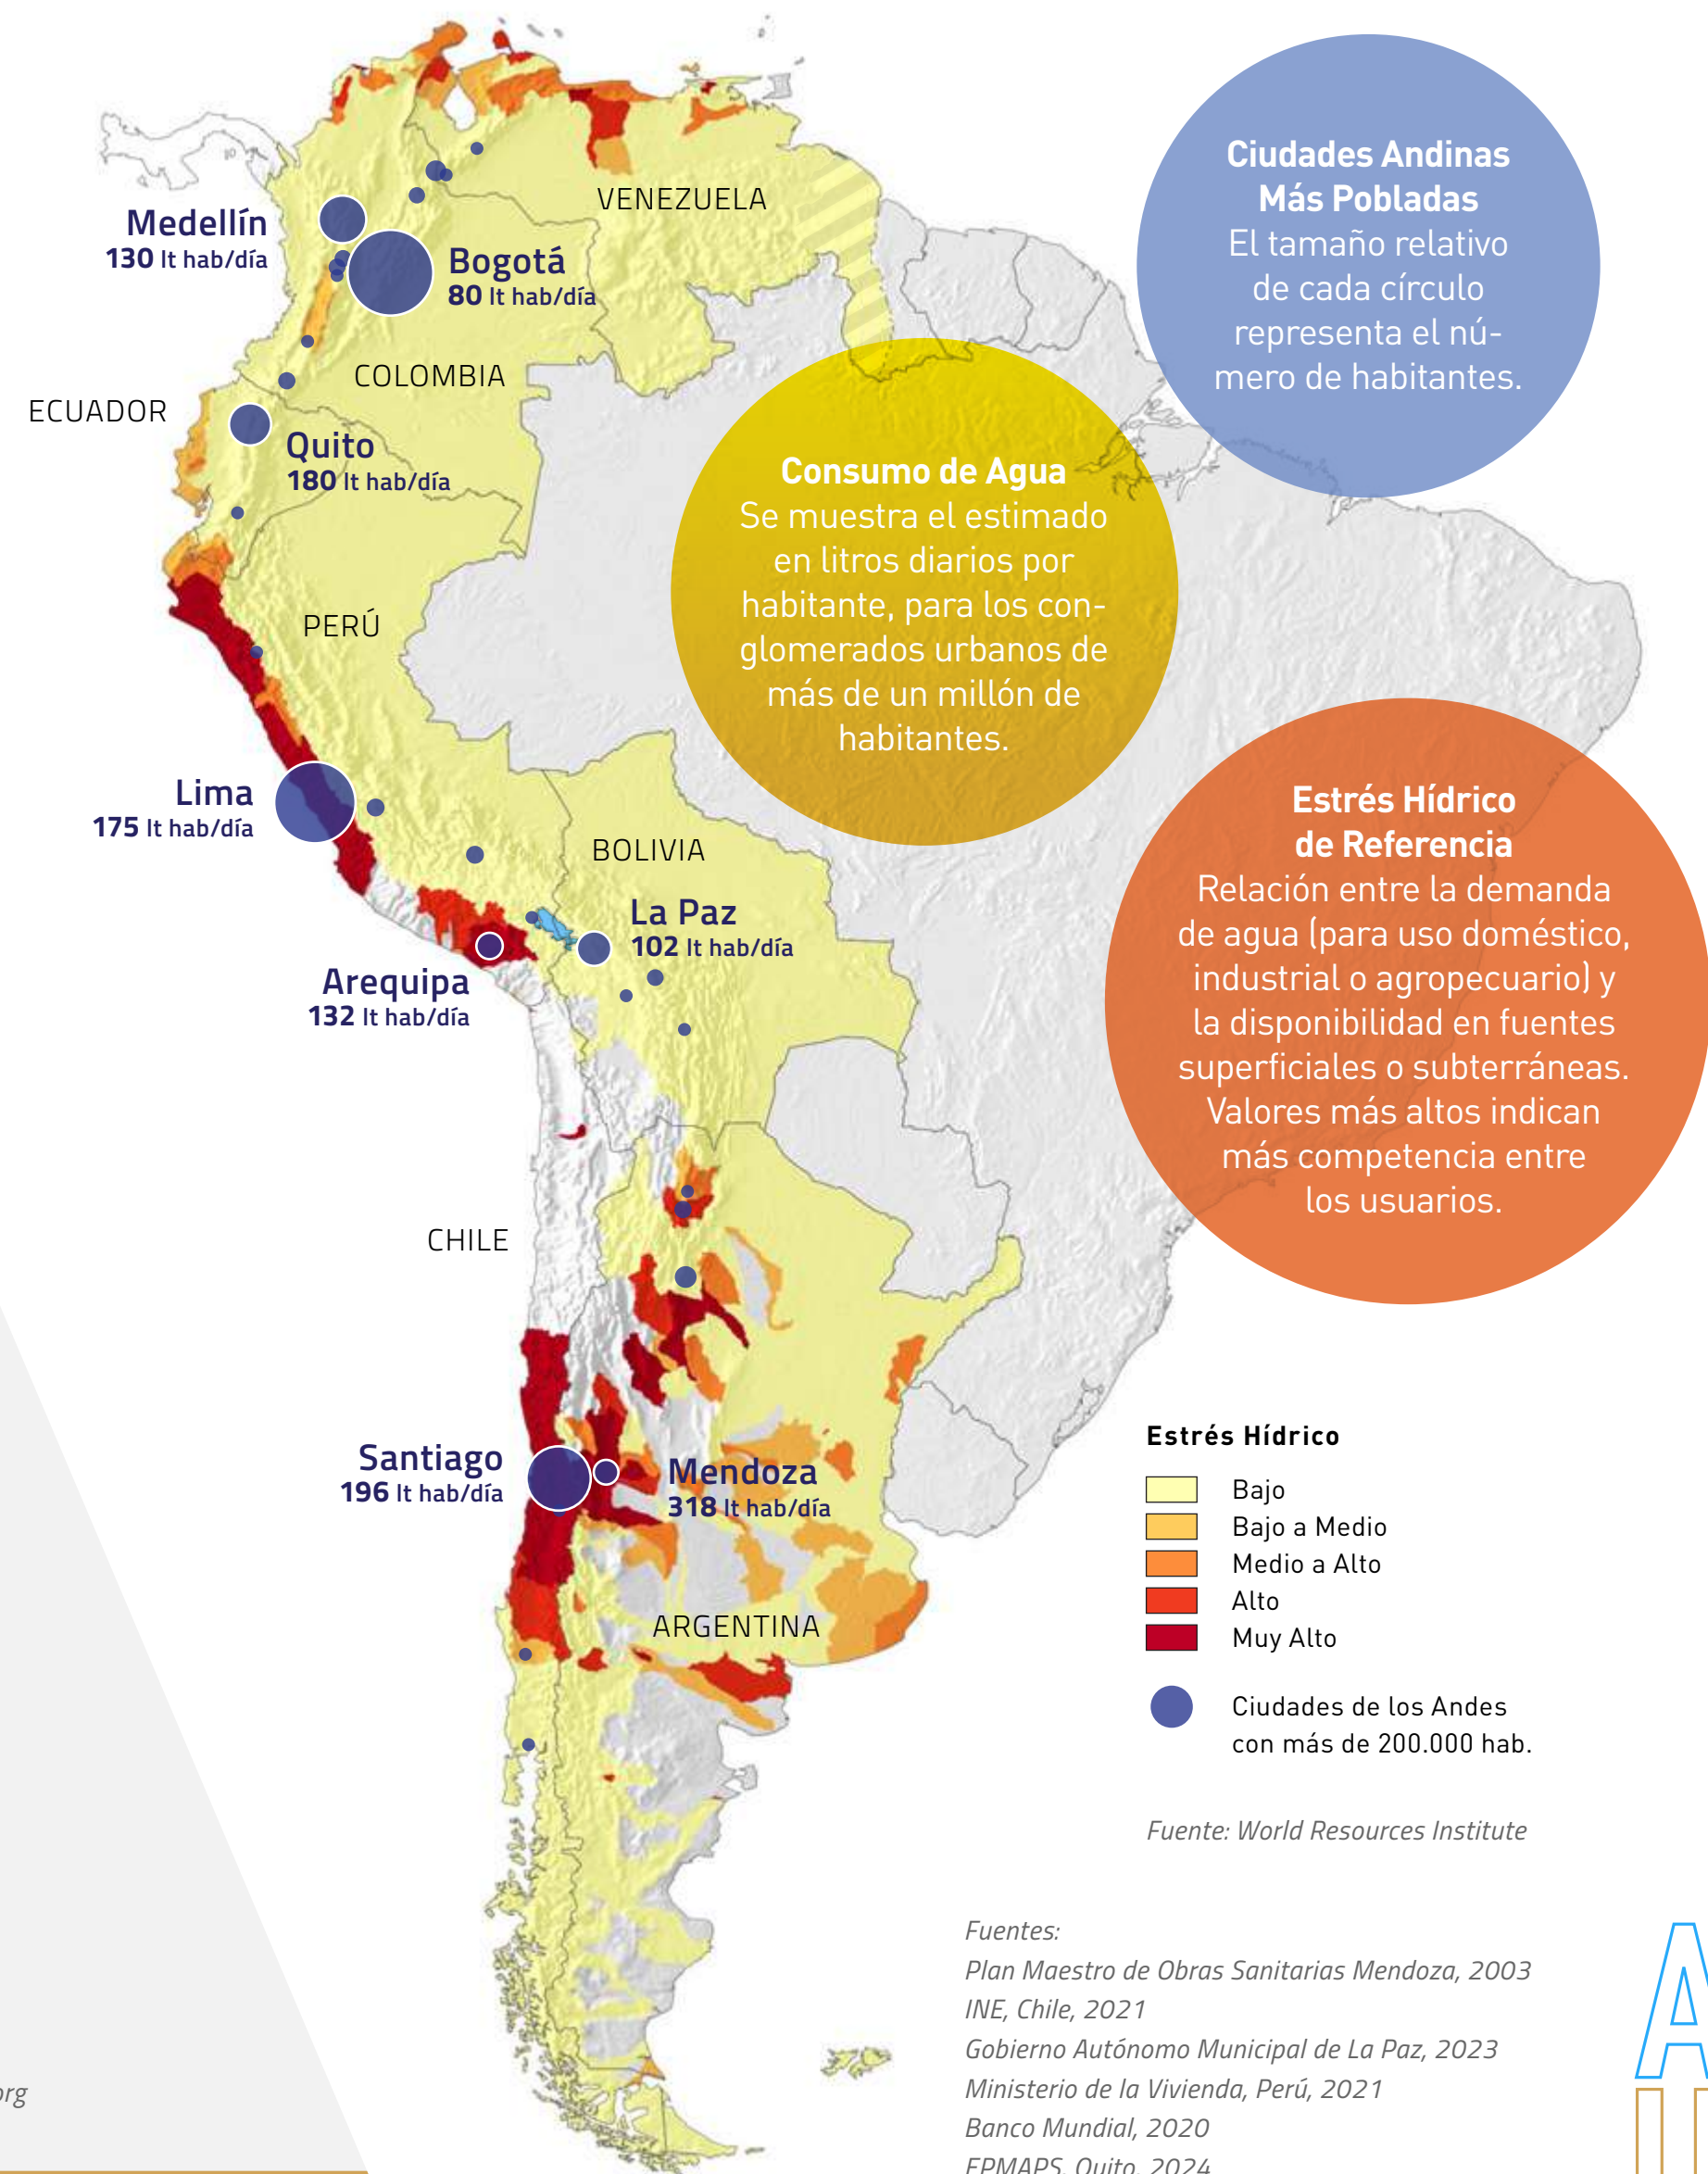 Ciudades Andinas
Más Pobladas
El tamaño relativo
de cada círculo
representa el nú-
mero de habitantes.
VENEZUELA
Medellín
130 lt hab/día
Bogotá
80 lt hab/día
COLOMBIA
ECUADOR
Quito
180 lt hab/día
Consumo de Agua
Se muestra el estimado
en litros diarios por
habitante, para los con-
glomerados urbanos de
más de un millón de
habitantes.
PERÚ
Lima
175 lt hab/día
BOLIVIA
La Paz
102 lt hab/día
Arequipa
132 lt hab/día
Estrés Hídrico
de Referencia
Relación entre la demanda
de agua (para uso doméstico,
industrial o agropecuario) y
la disponibilidad en fuentes
superficiales o subterráneas.
Valores más altos indican
más competencia entre
los usuarios.
CHILE
Santiago
196 lt hab/día
Mendoza
318 lt hab/día
ARGENTINA
Estrés Hídrico
Bajo
Bajo a Medio
Medio a Alto
Alto
Muy Alto
Ciudades de los Andes
con más de 200.000 hab.
Fuente: World Resources Institute
Fuentes:
Plan Maestro de Obras Sanitarias Mendoza, 2003
INE, Chile, 2021
Gobierno Autónomo Municipal de La Paz, 2023
Ministerio de la Vivienda, Perú, 2021
Banco Mundial, 2020
EPMAPS, Quito, 2024
org
A